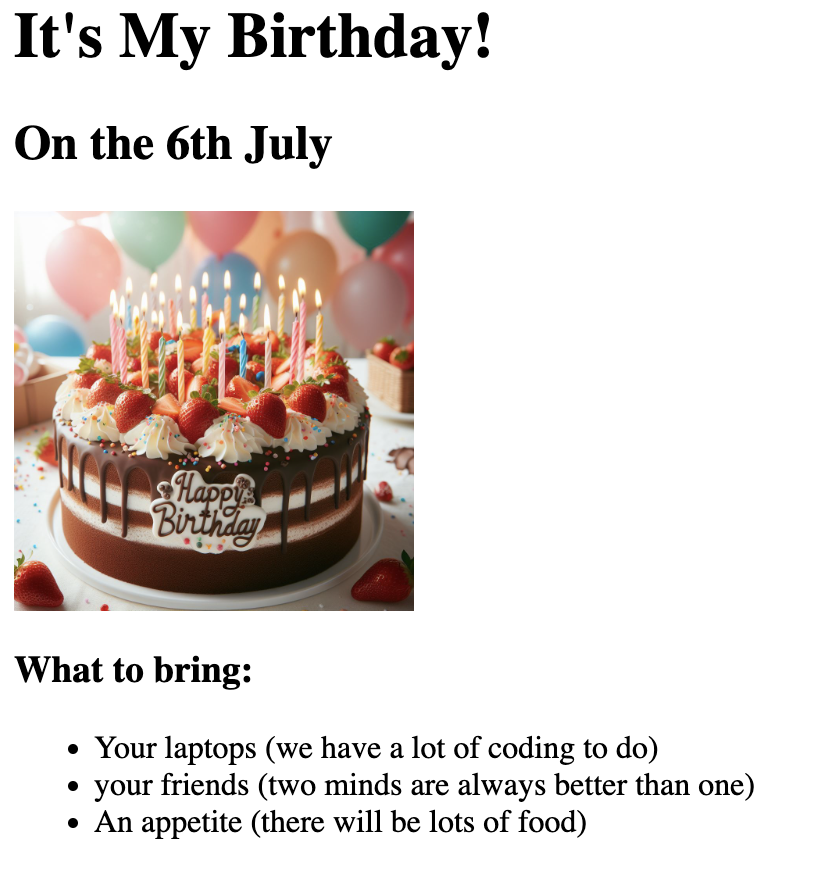 It's My Birthday!
On the 6th July
Happy
Birthday
What to bring:
• Your laptops (we have a lot of coding to do)
• your friends (two minds are always better than one)
• An appetite (there will be lots of food)